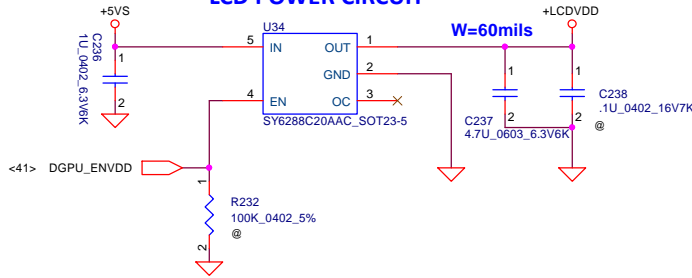 LCD POWER CIRCUIT
+5VS
+LCDVDD
U34
W=60mils
C236
1U_0402_6.3V6K
1
2
5
IN
OUT
1
GND
2
4
EN
OC
3
SY6288C20AAC_SOT23-5
1
2
C237
4.7U_0603_6.3V6K
1
2
C238
.1U_0402_16V7K
@
<41>
DGPU_ENVDD
1
R232
100K_0402_5%
@
2